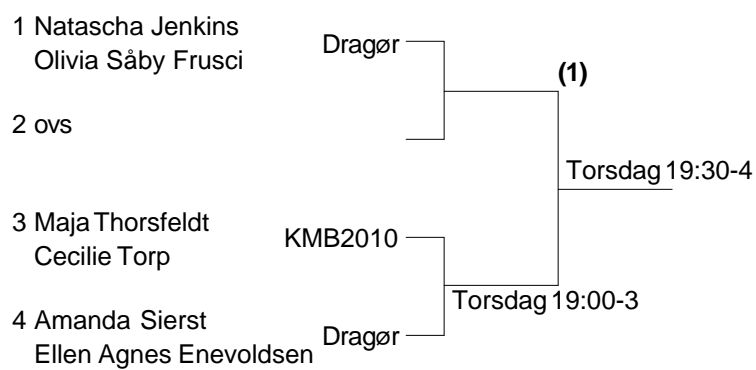 1 Natascha Jenkins
Olivia Såby Frusci
Dragør
(1)
2 ovs
Torsdag 19:30-4
3 Maja Thorsfeldt
Cecilie Torp
KMB2010
Torsdag 19:00-3
4 Amanda Sierst
Ellen Agnes Enevoldsen
Dragør